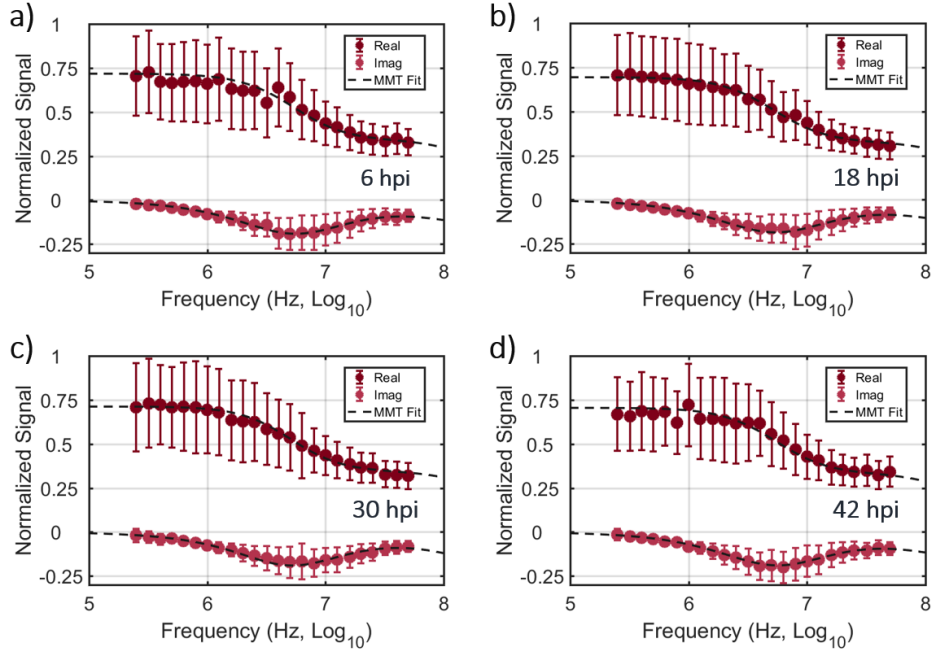 a)
Normalized Signal
1
0.75
0.5
0.25
0
-0.25
Real
Imag
MMT Fit
6 hpi
5
6
7
8
Frequency (Hz, Log10)
b)
Normalized Signal
1
0.75
0.5
0.25
0
-0.25
Real
Imag
MMT Fit
18 hpi
5
6
7
8
Frequency (Hz, Log10)
c)
Normalized Signal
1
0.75
0.5
0.25
0
-0.25
Real
Imag
MMT Fit
30 hpi
5
6
7
8
Frequency (Hz, Log10)
d)
Normalized Signal
1
0.75
0.5
0.25
0
-0.25
Real
Imag
MMT Fit
42 hpi
5
6
7
8
Frequency (Hz, Log10)